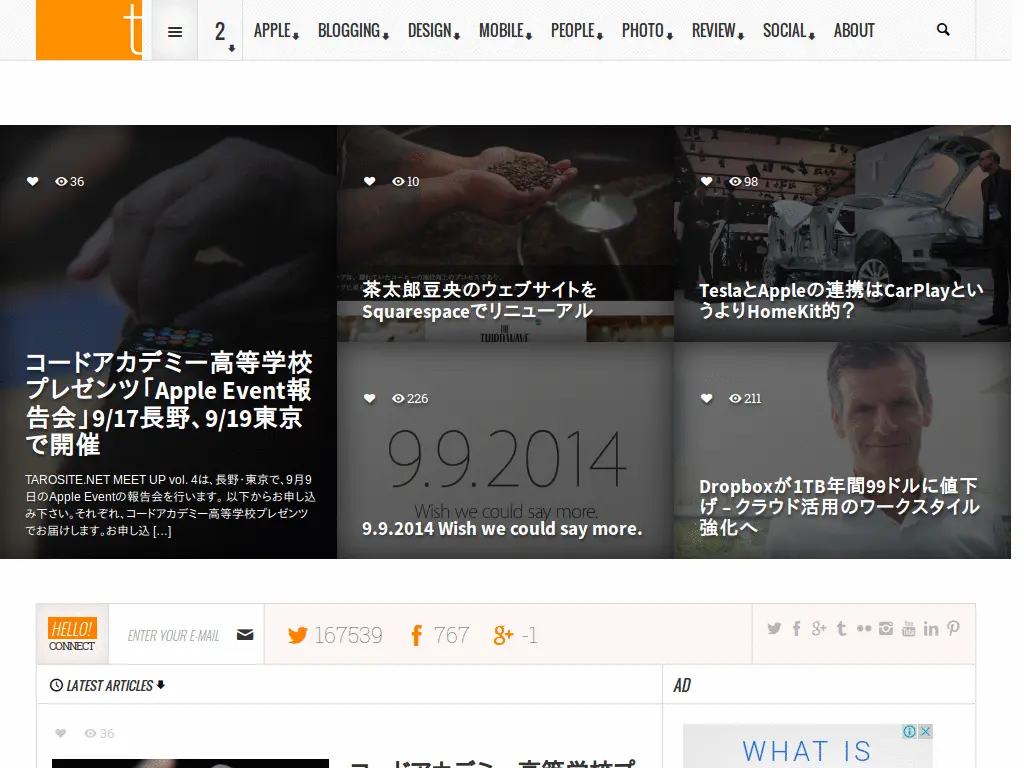 t
2 APPLE BLOGGING DESIGN MOBILE PEOPLE PHOTO REVIEW SOCIAL ABOUT
36
コードアカデミー高等学校
プレゼンツ「Apple Event報
告会」9/17長野、9/19東京
で開催
TAROSITE.NET MEET UP vol. 4は、長野・東京で、9月9
日のApple Eventの報告会を行います。 以下からお申し込
み下さい。それぞれ、コードアカデミー高等学校プレゼンツ
でお届けします。お申し込 […]
10
茶太郎豆央のウェブサイトを
Squarespaceでリニューアル
THE
THIRD WAVE
98
TeslaとAppleの連携はCarPlayとい
うよりHomeKit的？
226
9.9.2014
Wish we could say more.
9.9.2014 Wish we could say more.
211
Dropboxが1TB年間99ドルに値下
げ – クラウド活用のワークスタイル
強化へ
HELLO!
CONNECT
ENTER YOUR E-MAIL
167539 767 -1
LATEST ARTICLES
AD
36
コードアカデミー高等学校プ
WHAT IS